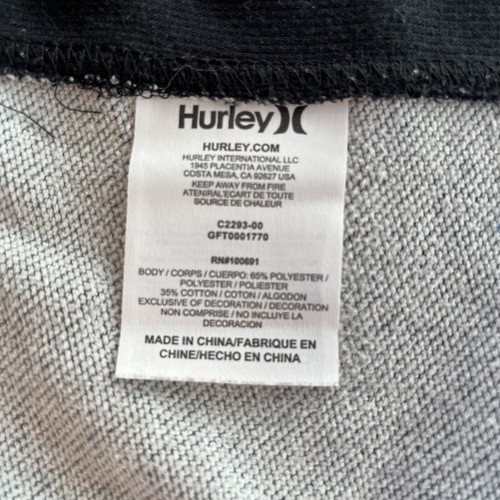 Hurley
HURLEY.COM
HURLEY INTERNATIONAL LLC
1945 PLACENTIA AVENUE
COSTA MESA, CA 92627 USA
KEEP AWAY FROM FIRE
ATENIRAL'ECART DE TOUTE
SOURCE DE CHALEUR
C2293-00
GFT0001770
RN#100691
BODY / CORPS / CUERPO: 65% POLYESTER /
POLYESTER / POLIESTER
35% COTTON / COTON / ALGODON
EXCLUSIVE OF DECORATION / DECORATION
NON COMPRISE / NO INCLUYE LA
DECORACION
MADE IN CHINA/FABRIQUE EN
CHINE/HECHO EN CHINA